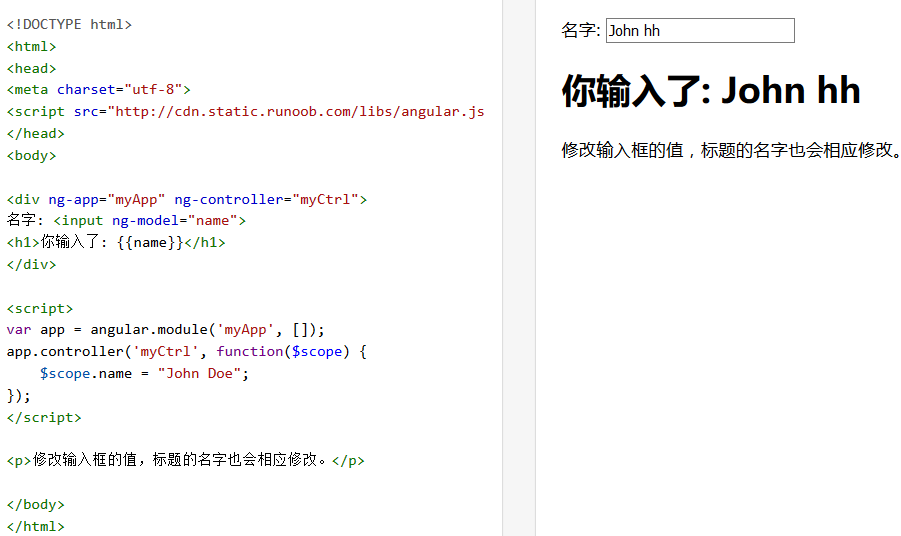 <!DOCTYPE html>
<html>
<head>
<meta charset="utf-8">
<script src="http://cdn.static.runoob.com/libs/angular.js
</head>
<body>
<div ng-app="myApp" ng-controller="myCtrl">
名字: <input ng-model="name">
<h1>你输入了: {{name}}</h1>
</div>
<script>
var app = angular.module('myApp', []);
app.controller('myCtrl', function($scope) {
    $scope.name = "John Doe";
});
</script>
<p>修改输入框的值，标题的名字也会相应修改。</p>
</body>
</html>
名字: John hh
你输入了: John hh
修改输入框的值，标题的名字也会相应修改。